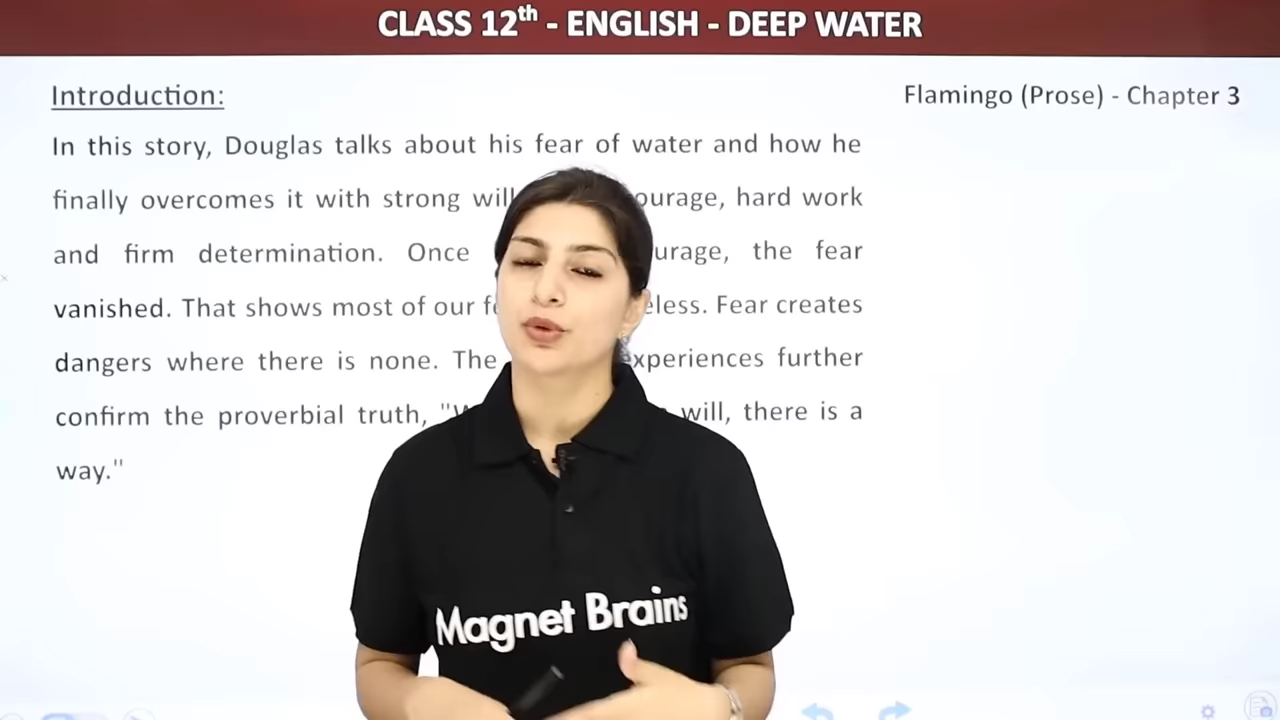 CLASS 12th - ENGLISH - DEEP WATER
Introduction:
Flamingo (Prose) - Chapter 3
In this story, Douglas talks about his fear of water and how he
finally overcomes it with strong will hard work
and firm determination. Once the fear
vanished. That shows most of our Fear creates
dangers where there is none. The experiences further
confirm the proverbial truth, will, there is a
way."
Magnet Brains